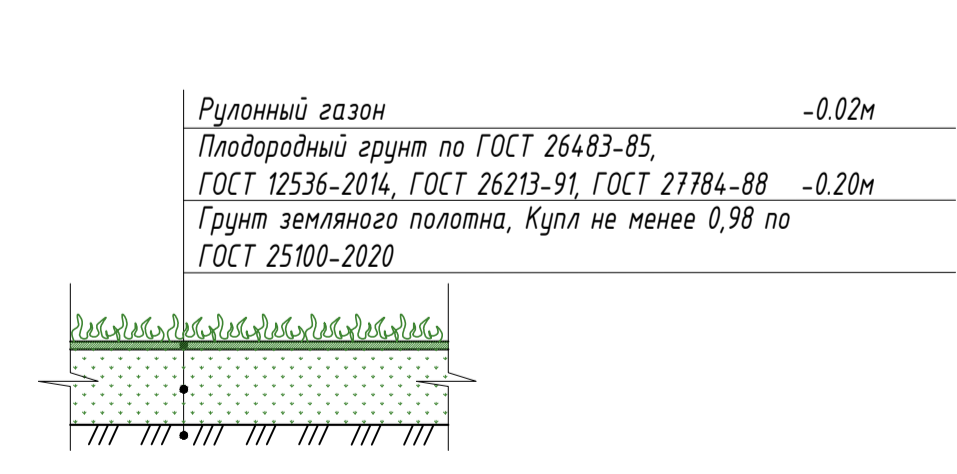 Рулонный газон -0.02м
Плодородный грунт по ГОСТ 26483-85,
ГОСТ 12536-2014, ГОСТ 26213-91, ГОСТ 27784-88 -0.20м
Грунт земляного полотна, Купл не менее 0,98 по
ГОСТ 25100-2020